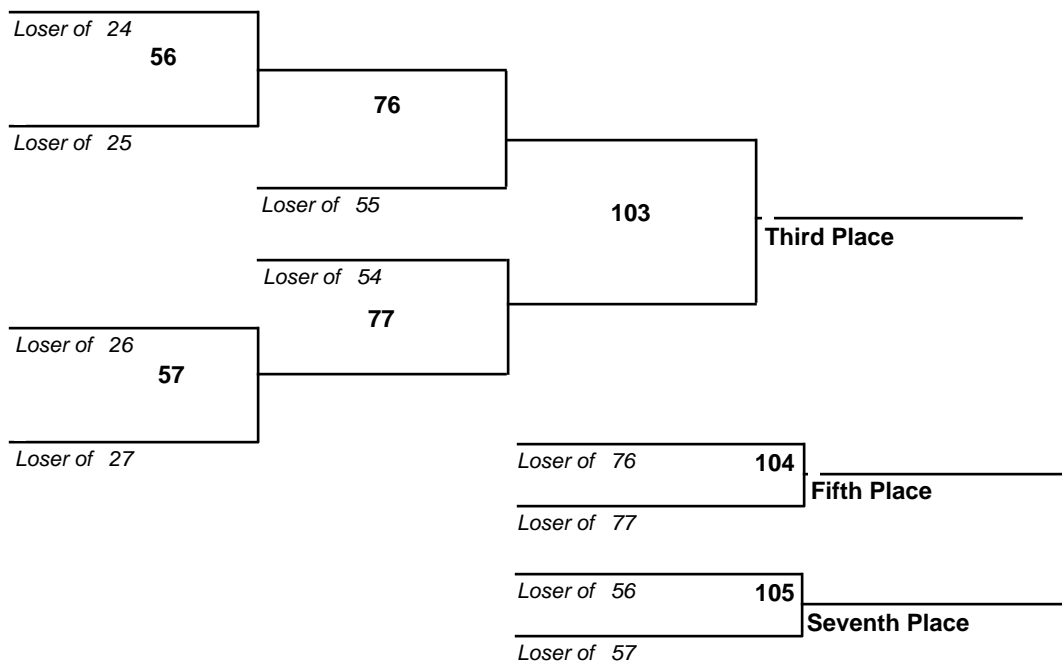 Loser of 24
56
76
Loser of 25
Loser of 55
103
Third Place
Loser of 54
77
Loser of 26
57
Loser of 27
Loser of 76
104
Fifth Place
Loser of 77
Loser of 56
105
Seventh Place
Loser of 57